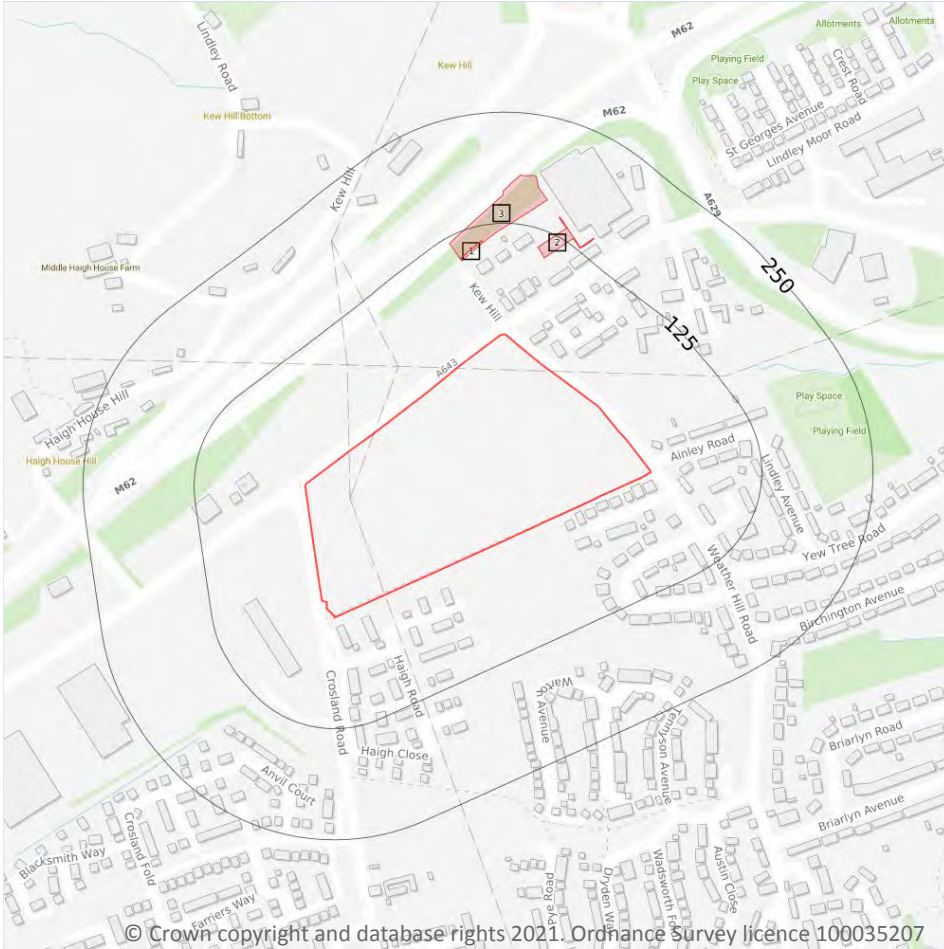 M62
Allotments
Allotments
Lindley Road
Playing Field
Crest Road
Kew Hill
Play Space
M62
St Georges Avenue
Kew Hill Bottom
Lindley Moor Road
Kew Hill
A629
3
2
1
Middle Haigh House Farm
250
Kew Hill
125
A643
Play Space
Haigh House Hill
Playing Field
Ainley Road
Haigh House Hill
Lindley Avenue
M62
Yew Tree Road
Weather Hill Road
Birchington Avenue
Crosland Road
Haigh Road
Avenue
Tennyson Avenue
Briarlyn Road
Haigh Close
Anvil Court
Briarlyn Avenue
Blacksmith Way
Crosland Fold
Farriers Way
Pye Road
Dryden Way
Wadsworth Fold
Austin Close
© Crown copyright and database rights 2021. Ordnance Survey licence 100035207